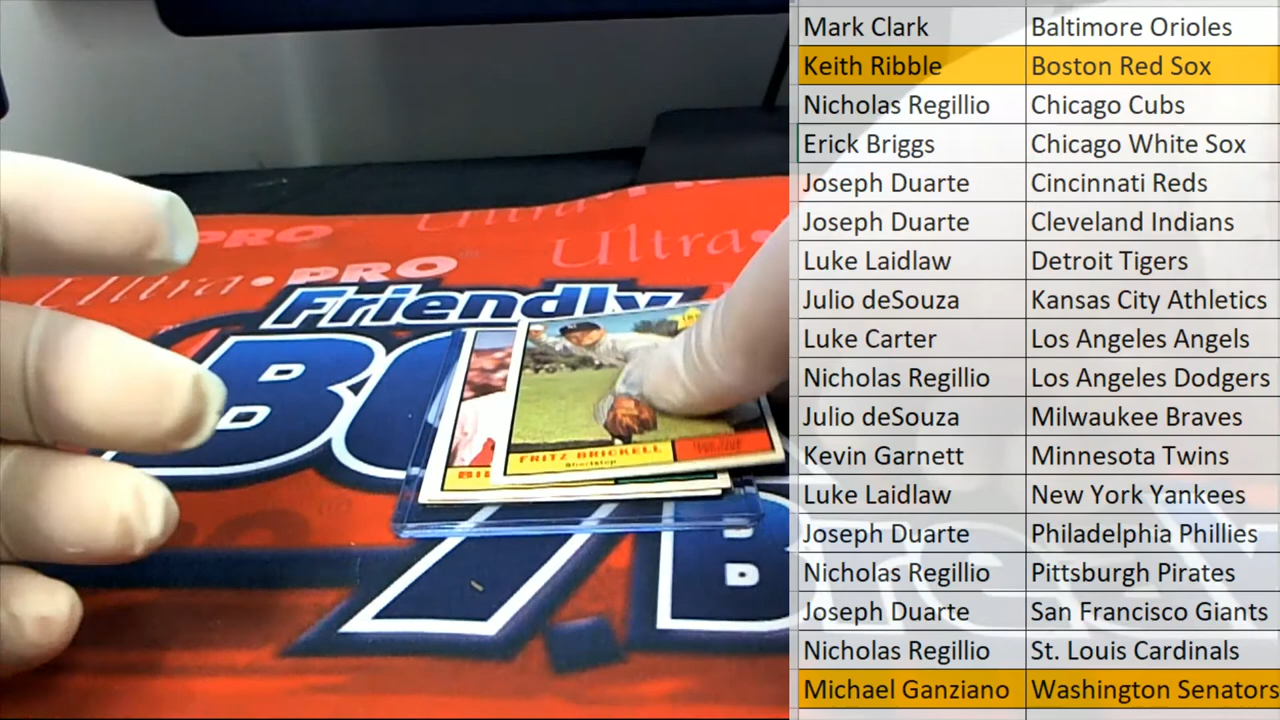 Mark Clark Baltimore Orioles
Keith Ribble Boston Red Sox
Nicholas Regillio Chicago Cubs
Erick Briggs Chicago White Sox
Joseph Duarte Cincinnati Reds
Joseph Duarte Cleveland Indians
Luke Laidlaw Detroit Tigers
Julio deSouza Kansas City Athletics
Luke Carter Los Angeles Angels
Nicholas Regillio Los Angeles Dodgers
Julio deSouza Milwaukee Braves
Kevin Garnett Minnesota Twins
Luke Laidlaw New York Yankees
Joseph Duarte Philadelphia Phillies
Nicholas Regillio Pittsburgh Pirates
Joseph Duarte San Francisco Giants
Nicholas Regillio St. Louis Cardinals
Michael Ganziano Washington Senators
PRO
Ultra
Ultra
Ultra PRO
Friendly
FRITZ BRICKELL
Shortstop